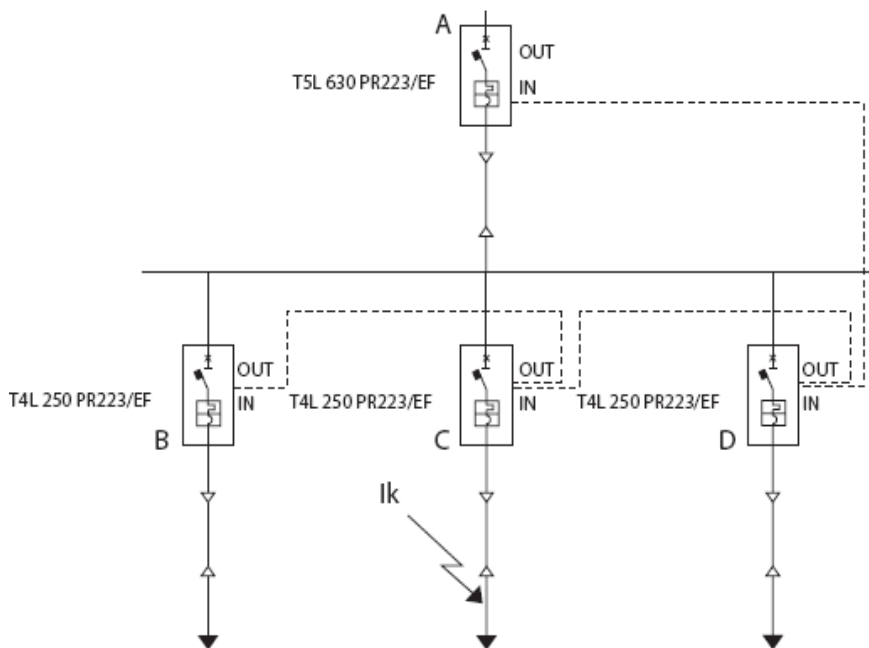 A
OUT
T5L 630 PR223/EF
IN
OUT
OUT
OUT
T4L 250 PR223/EF
IN
T4L 250 PR223/EF
IN
T4L 250 PR223/EF
IN
B
C
D
Ik